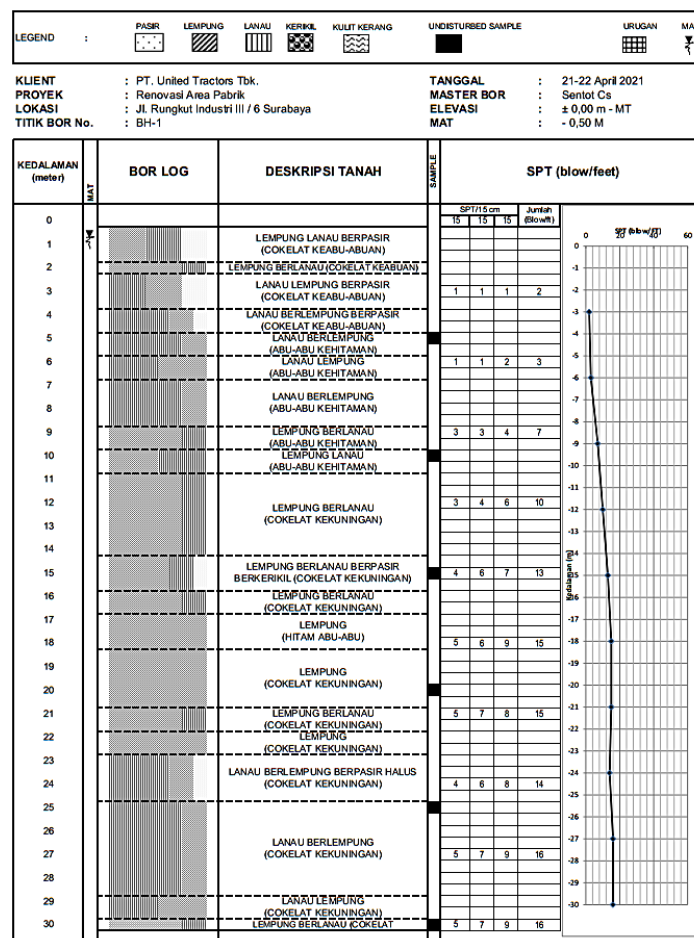 LEGEND :
PASIR LEMPUNG LANAU KERIKIL KULIT KERANG UNDISTURBED SAMPLE URUGAN
KLIENT : PT. United Tractors Tbk. TANGGAL : 21-22 April 2021
PROYEK : Renovasi Area Pabrik MASTER BOR : Sentot Cs
LOKASI : Jl. Rungkut Industri III / 6 Surabaya ELEVASI : ± 0,00 m - MT
TITIK BOR No. : BH-1 MAT : - 0,50 M
KEDALAMAN (meter) MAT BOR LOG DESKRIPSI TANAH SAMPLE SPT (blow/feet)
SPT/15 cm Jumlah
15 15 15 (Blow/ft)
SPT (blow/FT)
0 20 40 60
0
1 LEMPUNG LANAU BERPASIR
(COKELAT KEABU-ABUAN)
2 LEMPUNG BERLANAU (COKELAT KEABUAN)
3 LANAU LEMPUNG BERPASIR 1 1 1 2
(COKELAT KEABU-ABUAN)
4 LANAU BERLEMPUNG BERPASIR
(COKELAT KEABU-ABUAN)
5 LANAU BERLEMPUNG
(ABU-ABU KEHITAMAN)
6 LANAU LEMPUNG 1 1 2 3
(ABU-ABU KEHITAMAN)
7
LANAU BERLEMPUNG
8 (ABU-ABU KEHITAMAN)
9 LEMPUNG BERLANAU 3 3 4 7
(ABU-ABU KEHITAMAN)
10 LEMPUNG LANAU
(ABU-ABU KEHITAMAN)
11
12 LEMPUNG BERLANAU 3 4 6 10
(COKELAT KEKUNINGAN)
13
14
LEMPUNG BERLANAU BERPASIR
15 BERKERIKIL (COKELAT KEKUNINGAN) 4 6 7 13
16 LEMPUNG BERLANAU
(COKELAT KEKUNINGAN)
17 LEMPUNG
18 (HITAM ABU-ABU) 5 6 9 15
19 LEMPUNG
20 (COKELAT KEKUNINGAN)
21 LEMPUNG BERLANAU 5 7 8 15
(COKELAT KEKUNINGAN)
22 LEMPUNG
(COKELAT KEKUNINGAN)
23
LANAU BERLEMPUNG BERPASIR HALUS
24 (COKELAT KEKUNINGAN) 4 6 8 14
25
26
LANAU BERLEMPUNG
27 (COKELAT KEKUNINGAN) 5 7 9 16
28
29 LANAU LEMPUNG
(COKELAT KEKUNINGAN)
30 LEMPUNG BERLANAU (COKELAT 5 7 9 16
0
-1
-2
-3
-4
-5
-6
-7
-8
-9
-10
-11
-12
-13
-14
-15
-16
-17
-18
-19
-20
-21
-22
-23
-24
-25
-26
-27
-28
-29
-30
Kedalaman (m)